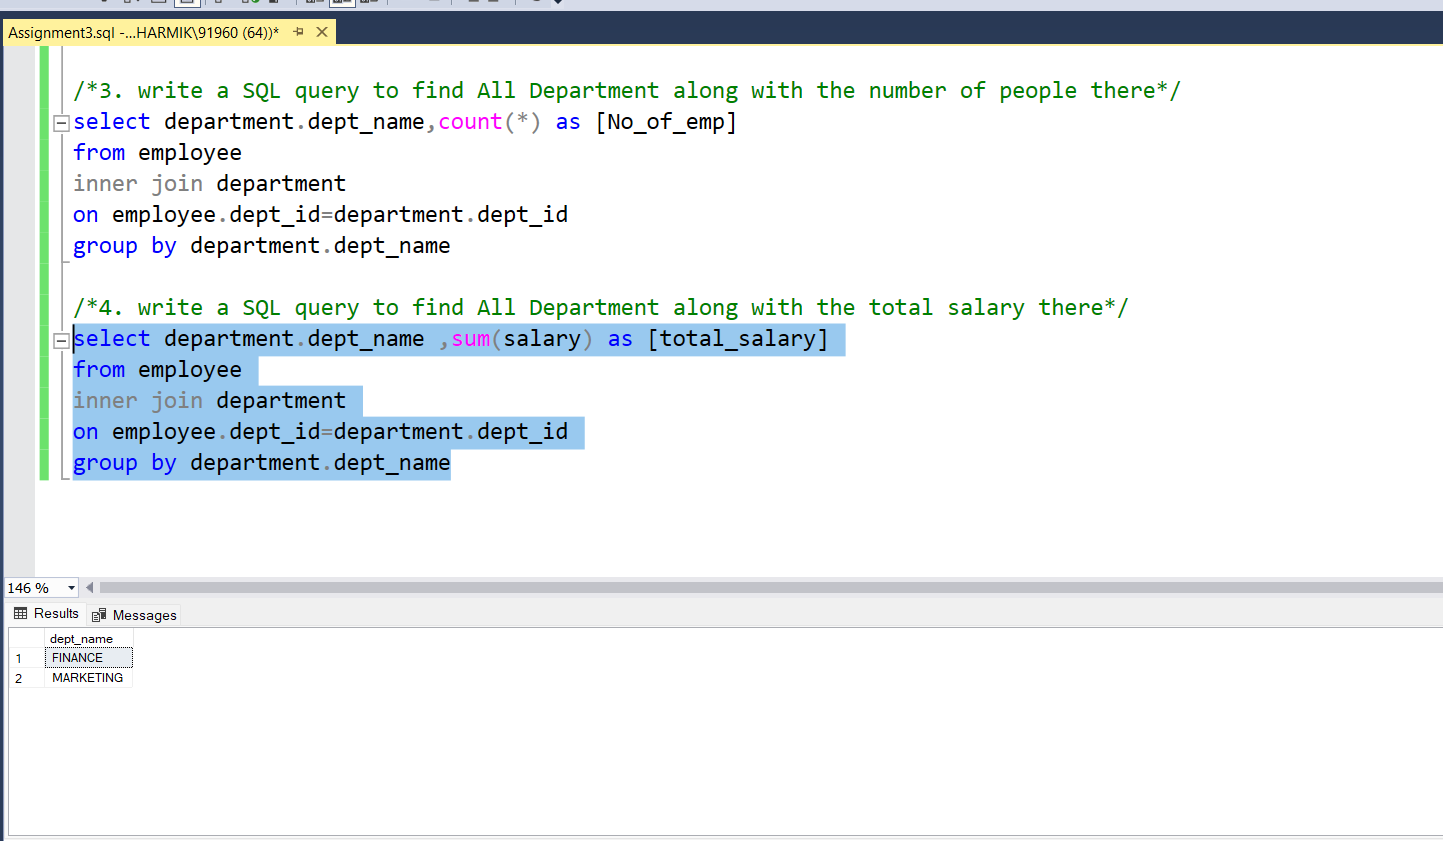 Assignment3.sql -...HARMIK\91960 (64))*
/*3. write a SQL query to find All Department along with the number of people there*/
select department.dept_name,count(*) as [No_of_emp]
from employee
inner join department
on employee.dept_id=department.dept_id
group by department.dept_name
/*4. write a SQL query to find All Department along with the total salary there*/
select department.dept_name ,sum(salary) as [total_salary]
from employee
inner join department
on employee.dept_id=department.dept_id
group by department.dept_name
146 %
Results Messages
dept_name
1 FINANCE
2 MARKETING